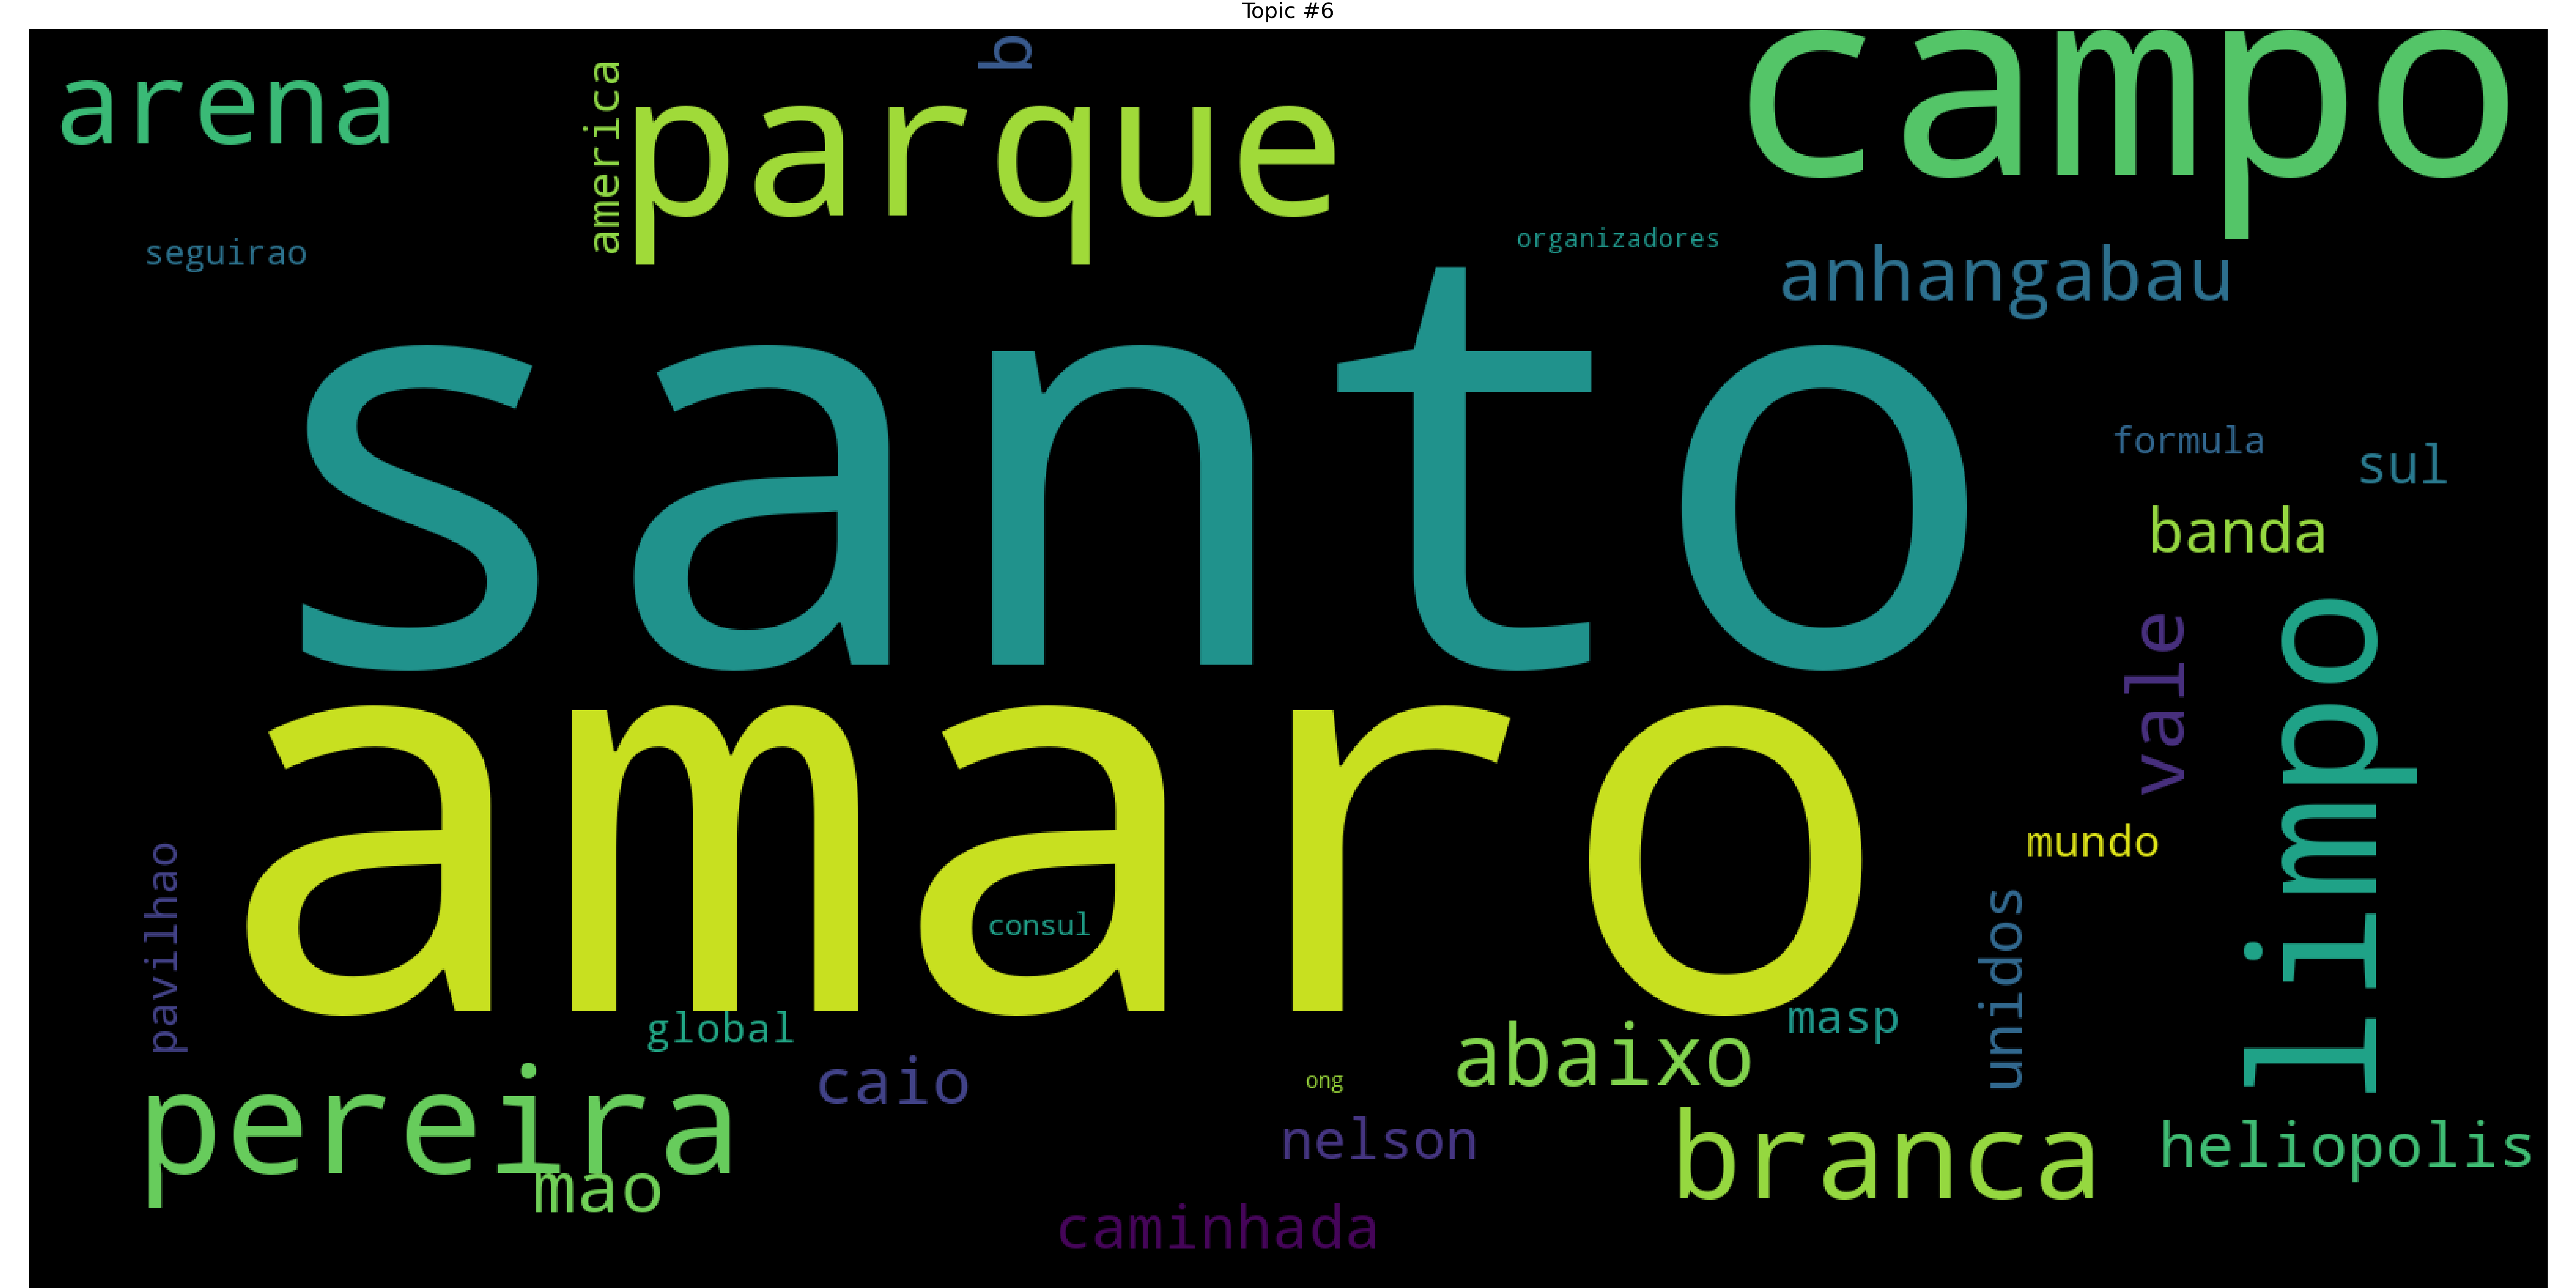 Topic #6
arena
america
parque
b
campo
seguirao
organizadores
anhangabau
santo
formula
sul
banda
amaro
vale
limpo
mundo
pavilhao
consul
unidos
global
masp
abaixo
caio
ong
pereira
nelson
branca
heliopolis
mao
caminhada